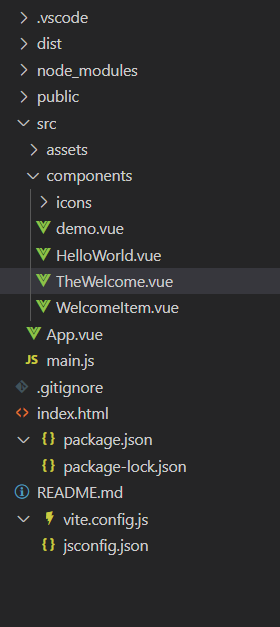 .vscode
dist
node_modules
public
src
assets
components
icons
demo.vue
HelloWorld.vue
TheWelcome.vue
WelcomeItem.vue
App.vue
JS main.js
.gitignore
index.html
package.json
package-lock.json
README.md
vite.config.js
jsconfig.json